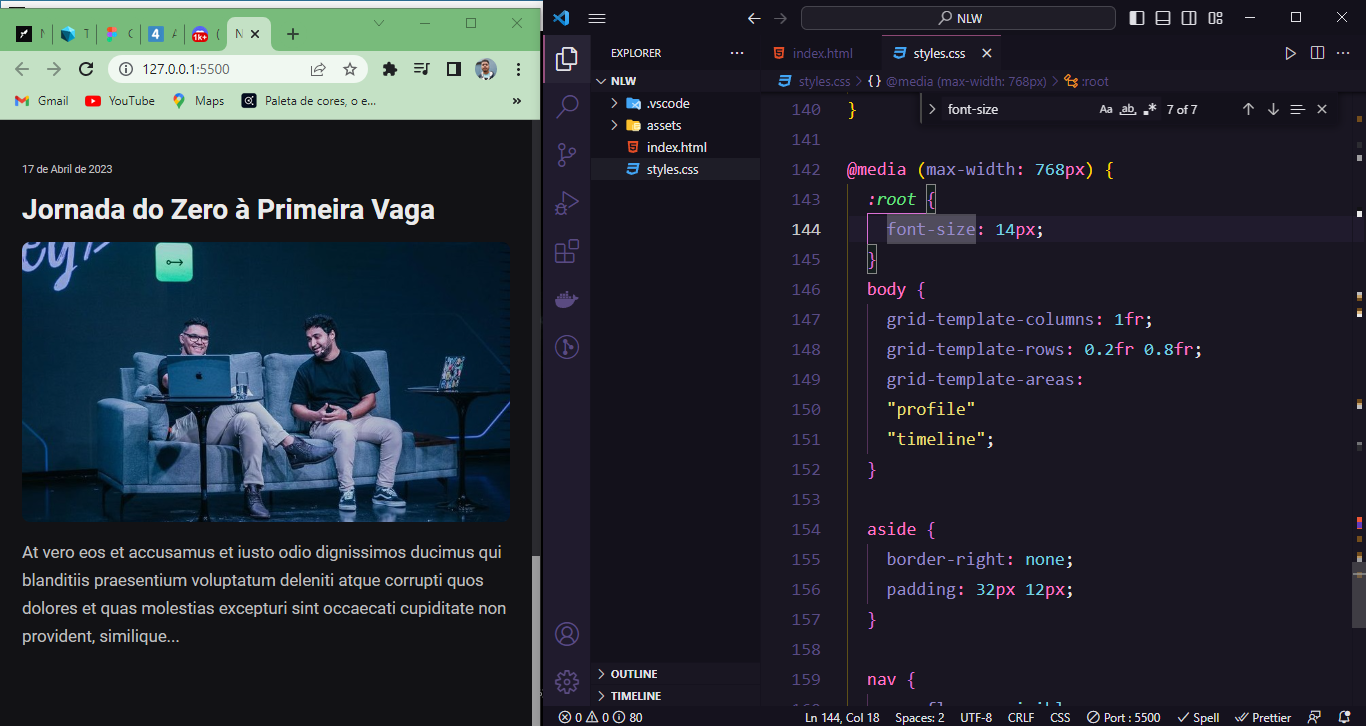 127.0.0.1:5500
Gmail
YouTube
Maps
Paleta de cores, o e...
»
17 de Abril de 2023
Jornada do Zero à Primeira Vaga
At vero eos et accusamus et iusto odio dignissimos ducimus qui
blanditiis praesentium voluptatum deleniti atque corrupti quos
dolores et quas molestias excepturi sint occaecati cupiditate non
provident, similique...
NLW
EXPLORER
NLW
.vscode
assets
index.html
styles.css
OUTLINE
TIMELINE
index.html
styles.css
styles.css > {} @media (max-width: 768px) > :root
font-size
Aa
ab
7 of 7
140 }
141
142 @media (max-width: 768px) {
143 :root {
144 font-size: 14px;
145 }
146 body {
147 grid-template-columns: 1fr;
148 grid-template-rows: 0.2fr 0.8fr;
149 grid-template-areas:
150 "profile"
151 "timeline";
152 }
153
154 aside {
155 border-right: none;
156 padding: 32px 12px;
157 }
158
159 nav {
0 0 80
Ln 144, Col 18
Spaces: 2
UTF-8
CRLF
CSS
Port : 5500
Spell
Prettier